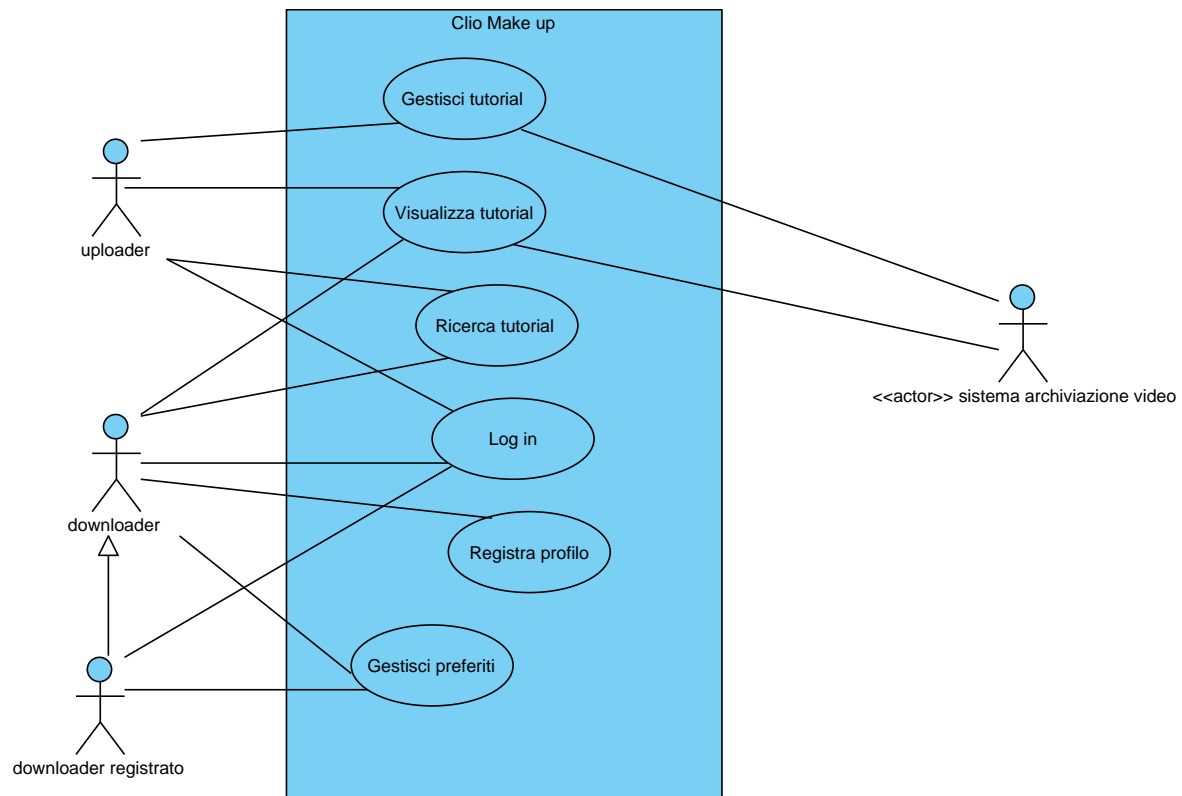 Clio Make up
Gestisci tutorial
Visualizza tutorial
uploader
Ricerca tutorial
<<actor>> sistema archiviazione video
Log in
downloader
Registra profilo
Gestisci preferiti
downloader registrato